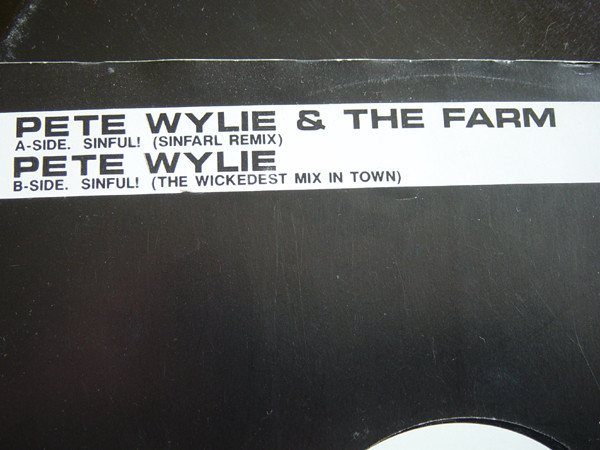 PETE WYLIE & THE FARM
A-SIDE. SINFUL! (SINFARL REMIX)
PETE WYLIE
B-SIDE. SINFUL! (THE WICKEDEST MIX IN TOWN)